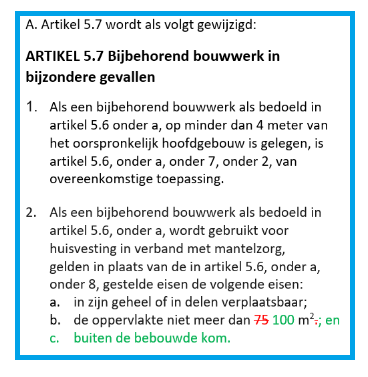 A. Artikel 5.7 wordt als volgt gewijzigd:
ARTIKEL 5.7 Bijbehorend bouwwerk in
bijzondere gevallen
1. Als een bijbehorend bouwwerk als bedoeld in
artikel 5.6 onder a, op minder dan 4 meter van
het oorspronkelijk hoofdgebouw is gelegen, is
artikel 5.6, onder a, onder 7, onder 2, van
overeenkomstige toepassing.
2. Als een bijbehorend bouwwerk als bedoeld in
artikel 5.6, onder a, wordt gebruikt voor
huisvesting in verband met mantelzorg,
gelden in plaats van de in artikel 5.6, onder a,
onder 8, gestelde eisen de volgende eisen:
a. in zijn geheel of in delen verplaatsbaar;
b. de oppervlakte niet meer dan 75 100 m².; en
c. buiten de bebouwde kom.